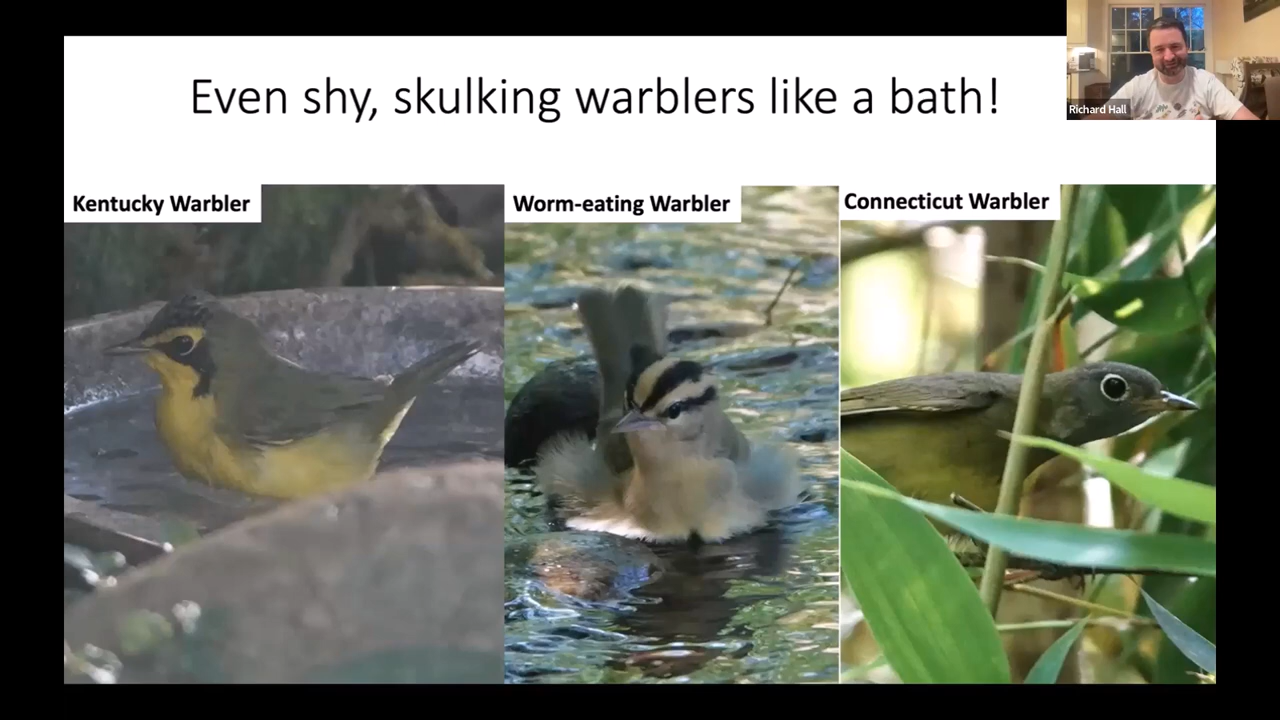 Even shy, skulking warblers like a bath!
Richard Hall
Kentucky Warbler
Worm-eating Warbler
Connecticut Warbler